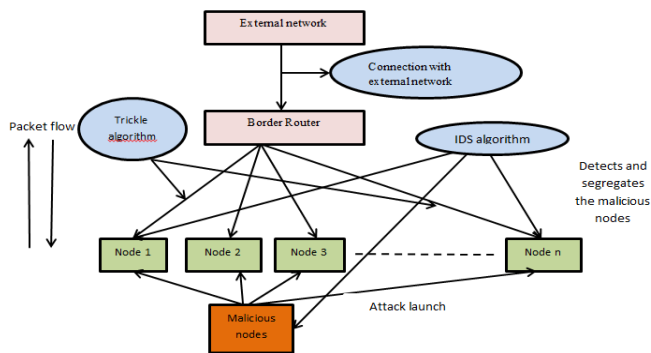 External network
Connection with
external network
Trickle
algorithm
Packet flow
Border Router
IDS algorithm
Detects and
segregates
the malicious
nodes
Node 1
Node 2
Node 3
Node n
Attack launch
Malicious
nodes